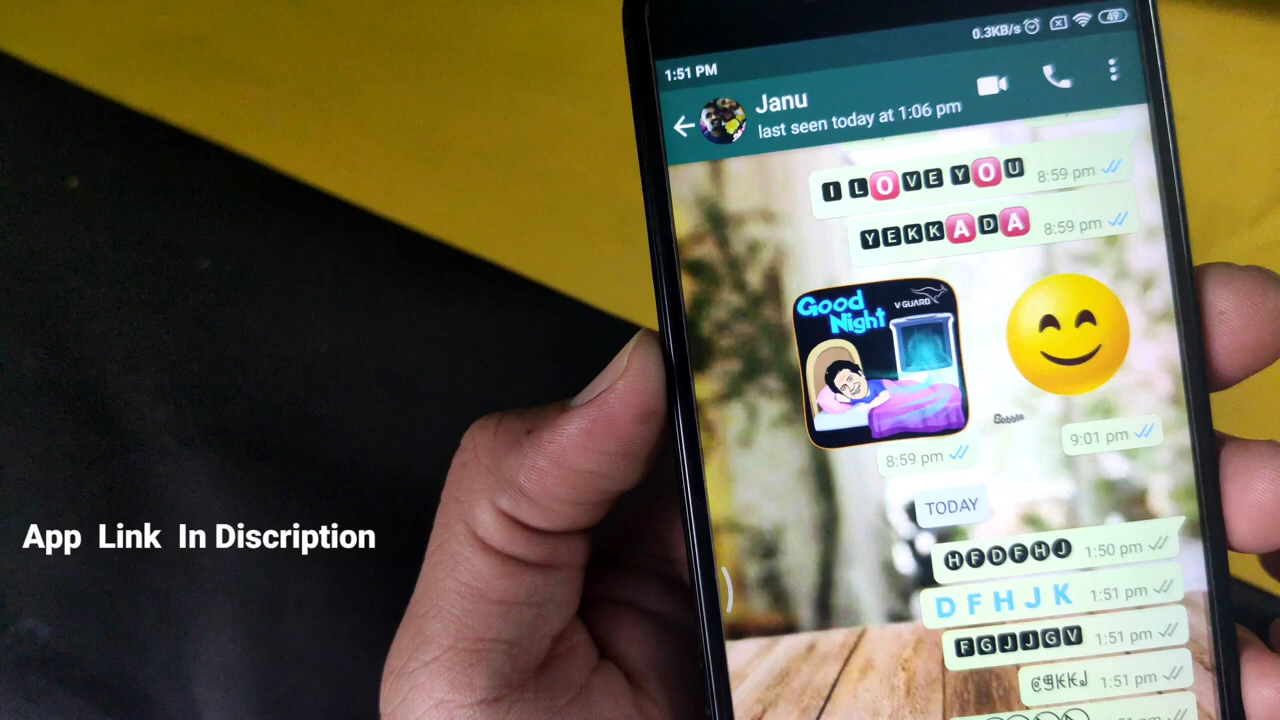 0.3KB/s 49
1:51 PM
Janu
last seen today at 1:06 pm
I LOVE YOU 8:59 pm
YEKKADA 8:59 pm
Good
Night
V-GUARD
Bobble
8:59 pm
9:01 pm
TODAY
HFDFHJ 1:50 pm
DFHJK 1:51 pm
FGJJGV 1:51 pm
1:51 pm
App Link In Discription